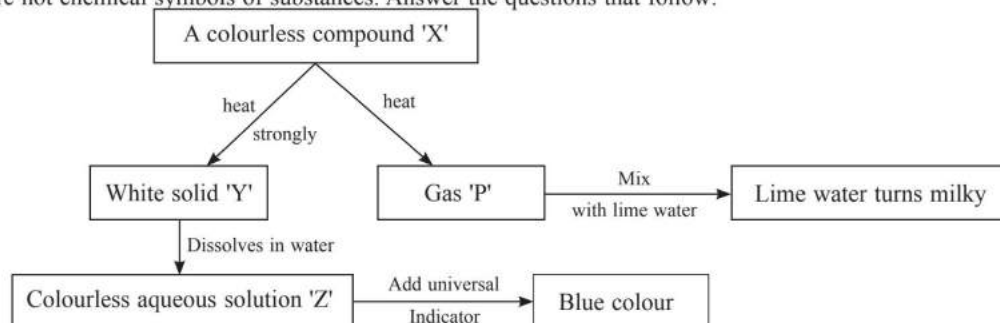 re not chemical symbols of substances. Answer the questions that follow.
A colourless compound 'X'
heat
heat
strongly
White solid 'Y'
Gas 'P'
Mix
with lime water
Lime water turns milky
Dissolves in water
Colourless aqueous solution 'Z'
Add universal
Indicator
Blue colour